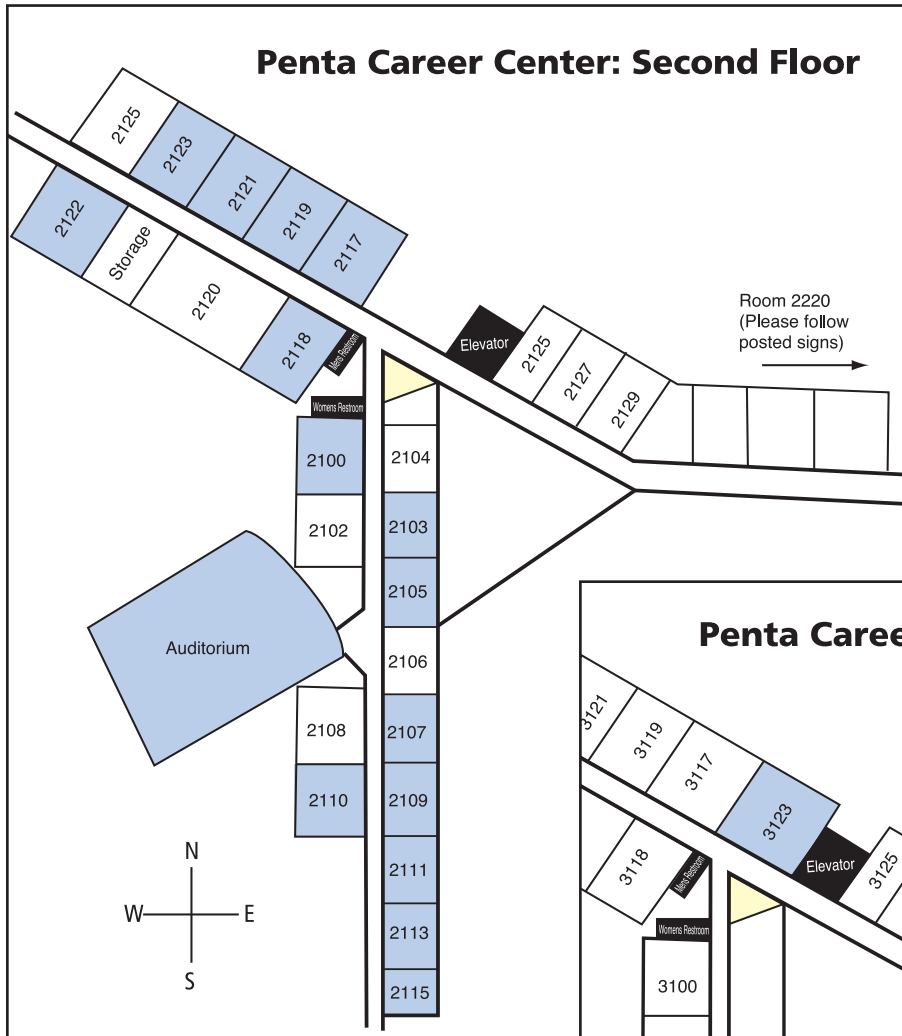 Penta Career Center: Second Floor
2125
2123
2121
2119
2117
2122
Storage
2120
2118
Mens Restroom
Elevator
2125
2127
2129
Room 2220
(Please follow
posted signs)
Womens Restroom
2100
2104
2102
2103
2105
Auditorium
2106
2108
2107
2110
2109
2111
2113
2115
N
W
E
S
Penta Caree
3121
3119
3117
3123
Elevator
3125
3118
Mens Restroom
Womens Restroom
3100